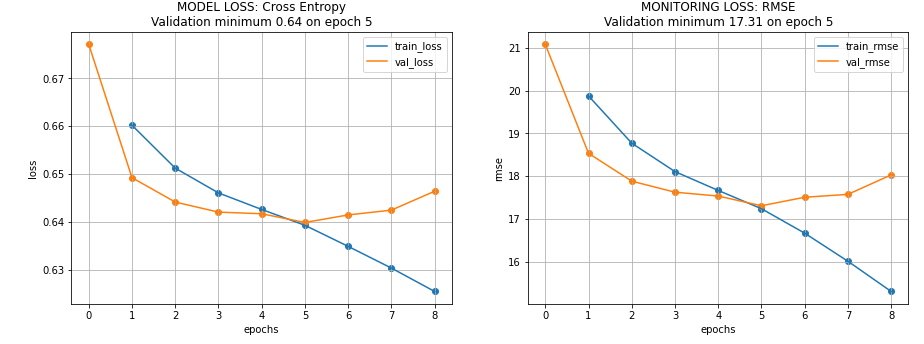 MODEL LOSS: Cross Entropy
Validation minimum 0.64 on epoch 5
train_loss
val_loss
0.67
0.66
0.65
0.64
0.63
loss
0 1 2 3 4 5 6 7 8
epochs
MONITORING LOSS: RMSE
Validation minimum 17.31 on epoch 5
train_rmse
val_rmse
21
20
19
18
17
16
rmse
0 1 2 3 4 5 6 7 8
epochs